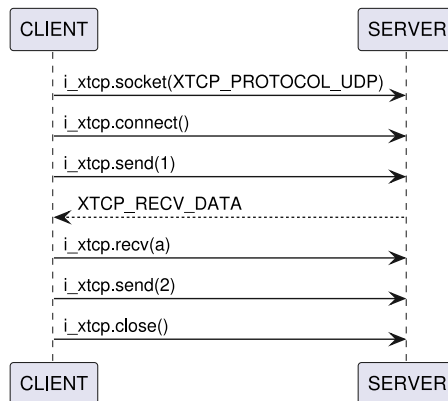 CLIENT
SERVER
i_xtcp.socket(XTCP_PROTOCOL_UDP)
i_xtcp.connect()
i_xtcp.send(1)
XTCP_RECV_DATA
i_xtcp.recv(a)
i_xtcp.send(2)
i_xtcp.close()
CLIENT
SERVER